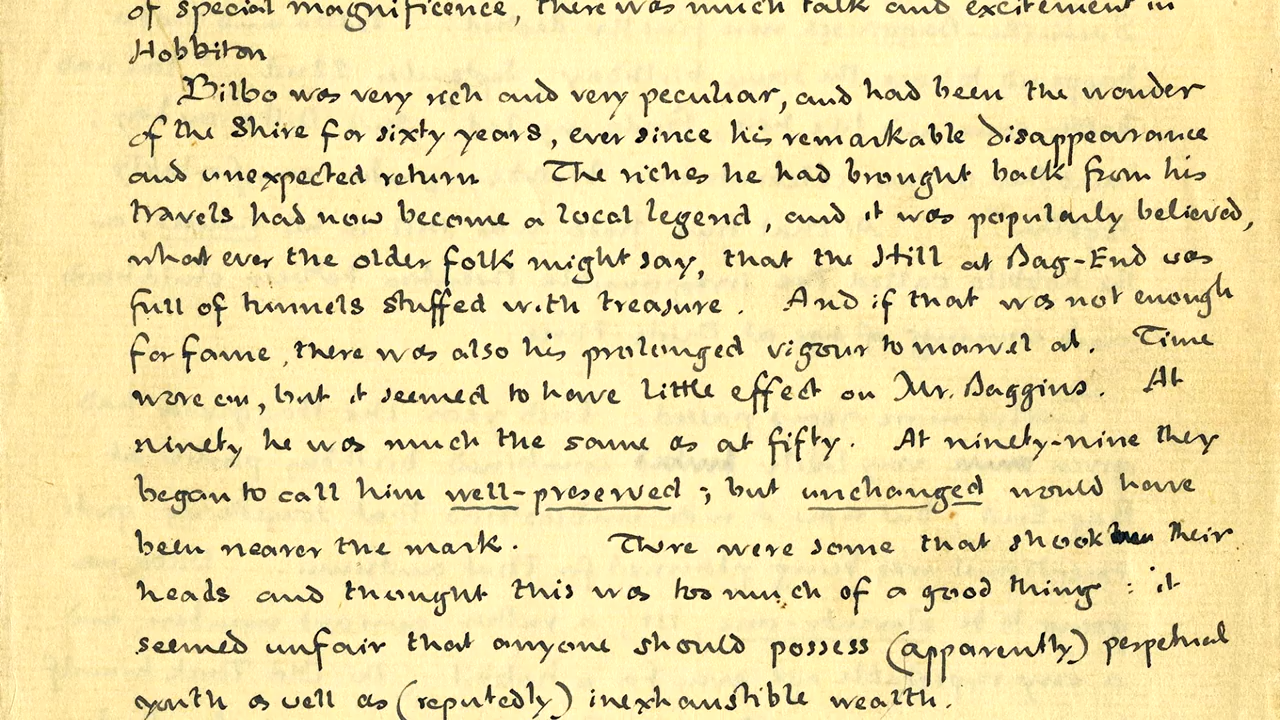 of special magnificence, there was much talk and excitement in
Hobbiton
Bilbo was very rich and very peculiar, and had been the wonder
of the Shire for sixty years, ever since his remarkable disappearance
and unexpected return   The riches he had brought back from his
travels had now become a local legend, and it was popularly believed,
what ever the older folk might say, that the Hill at Bag-End was
full of tunnels stuffed with treasure. And if that was not enough
for fame, there was also his prolonged vigour to marvel at. Time
wore on, but it seemed to have little effect on Mr. Baggins. At
ninety he was much the same as at fifty. At ninety-nine they
began to call him well-preserved; but unchanged would have
been nearer the mark. There were some that shook their
heads and thought this was too much of a good thing: it
seemed unfair that anyone should possess (apparently) perpetual
youth as well as (reputedly) inexhaustible wealth.